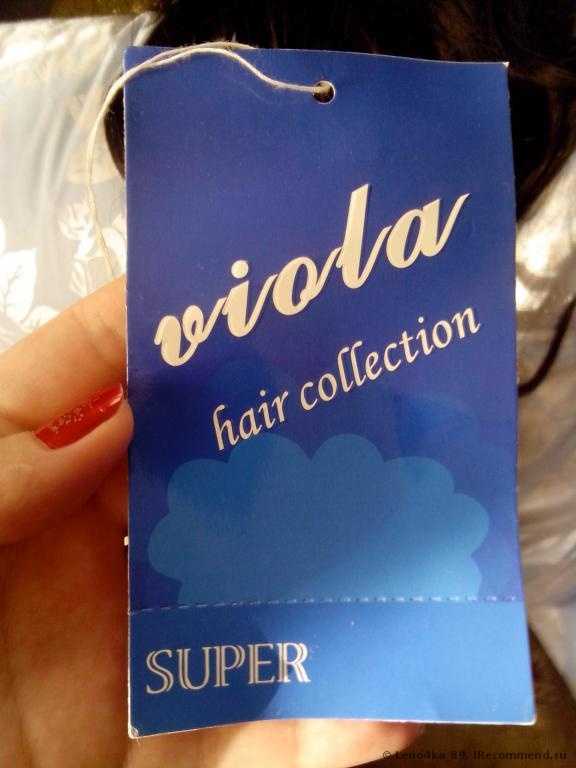 viola
hair collection
SUPER
© Leno4ka 89, IRecommend.ru